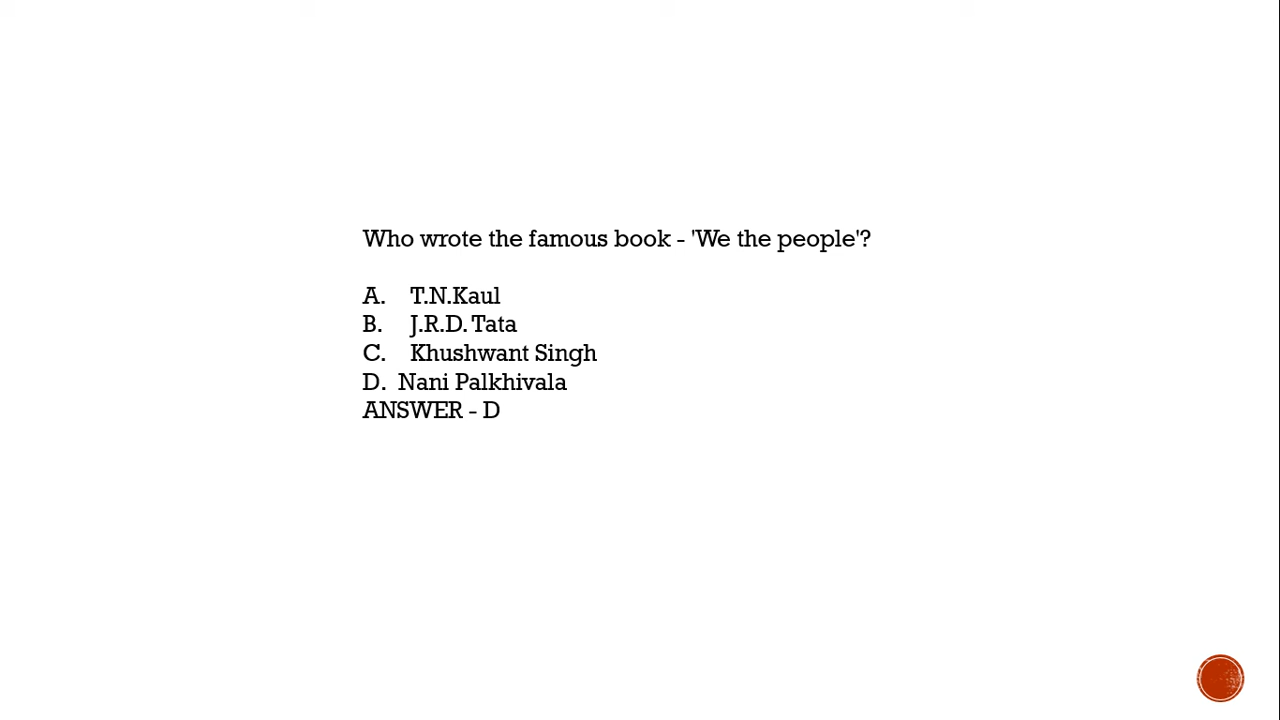 Who wrote the famous book - 'We the people'?
A. T.N.Kaul
B. J.R.D. Tata
C. Khushwant Singh
D. Nani Palkhivala
ANSWER - D